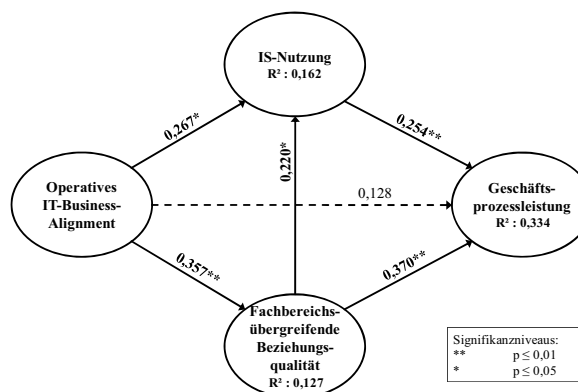 IS-Nutzung
R² : 0,162
0,267*
0,254**
0,220*
Operatives
IT-Business-
Alignment
0,128
Geschäfts-
prozessleistung
R² : 0,334
0,357**
0,370**
Fachbereichs-
übergreifende
Beziehungs-
qualität
R² : 0,127
Signifikanzniveaus:
** p ≤ 0,01
* p ≤ 0,05